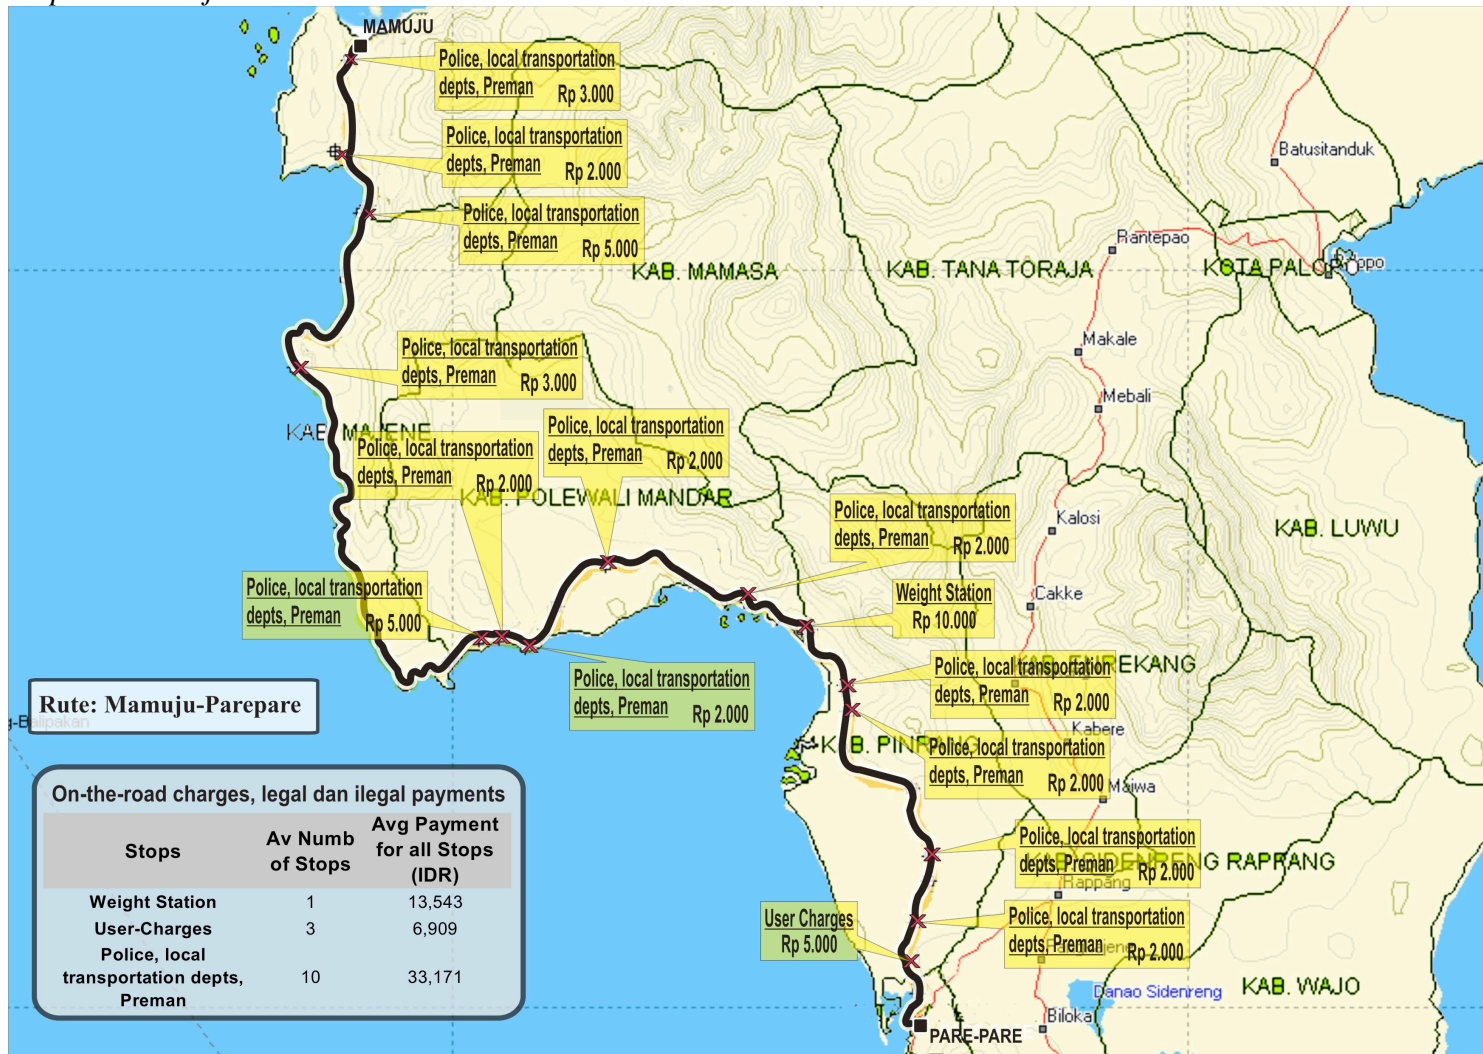 MAMUJU
Police, local transportation
depts, Preman Rp 3.000
Police, local transportation
depts, Preman Rp 2.000
Batusitanduk
Police, local transportation
depts, Preman Rp 5.000
Rantepao
KAB. MAMASA
KAB. TANA TORAJA
KOTA PALOPO
Police, local transportation
depts, Preman Rp 3.000
Makale
Mebali
KAB. MAJENE
Police, local transportation
depts, Preman Rp 2.000
Police, local transportation
depts, Preman Rp 2.000
KAB. POLEWALI MANDAR
Police, local transportation
depts, Preman Rp 2.000
Kalosi
KAB. LUWU
Police, local transportation
depts, Preman Rp 5.000
Weight Station
Rp 10.000
Cakke
Police, local transportation
depts, Preman Rp 2.000
Police, local transportation
depts, Preman Rp 2.000
KAB. ENREKANG
Rute: Mamuju-Parepare
g-Balipakan
Kabere
KAB. PINRANG
Police, local transportation
depts, Preman Rp 2.000
Maiwa
On-the-road charges, legal dan ilegal payments
Stops Av Numb of Stops Avg Payment for all Stops (IDR)
Weight Station 1 13,543
User-Charges 3 6,909
Police, local transportation depts, Preman 10 33,171
Police, local transportation
depts, Preman Rp 2.000
KAB. SIDENRENG RAPPANG
Rappang
User Charges
Rp 5.000
Police, local transportation
depts, Preman Rp 2.000
Danao Sidenreng
KAB. WAJO
Biloka
PARE-PARE